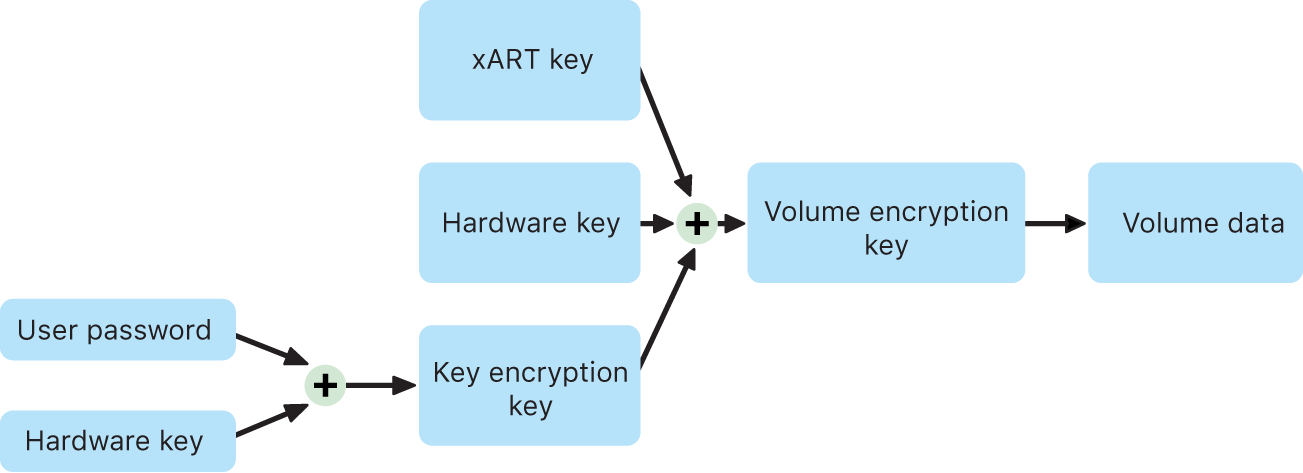 xART key
Hardware key
+
Volume encryption
key
Volume data
User password
+
Key encryption
key
Hardware key